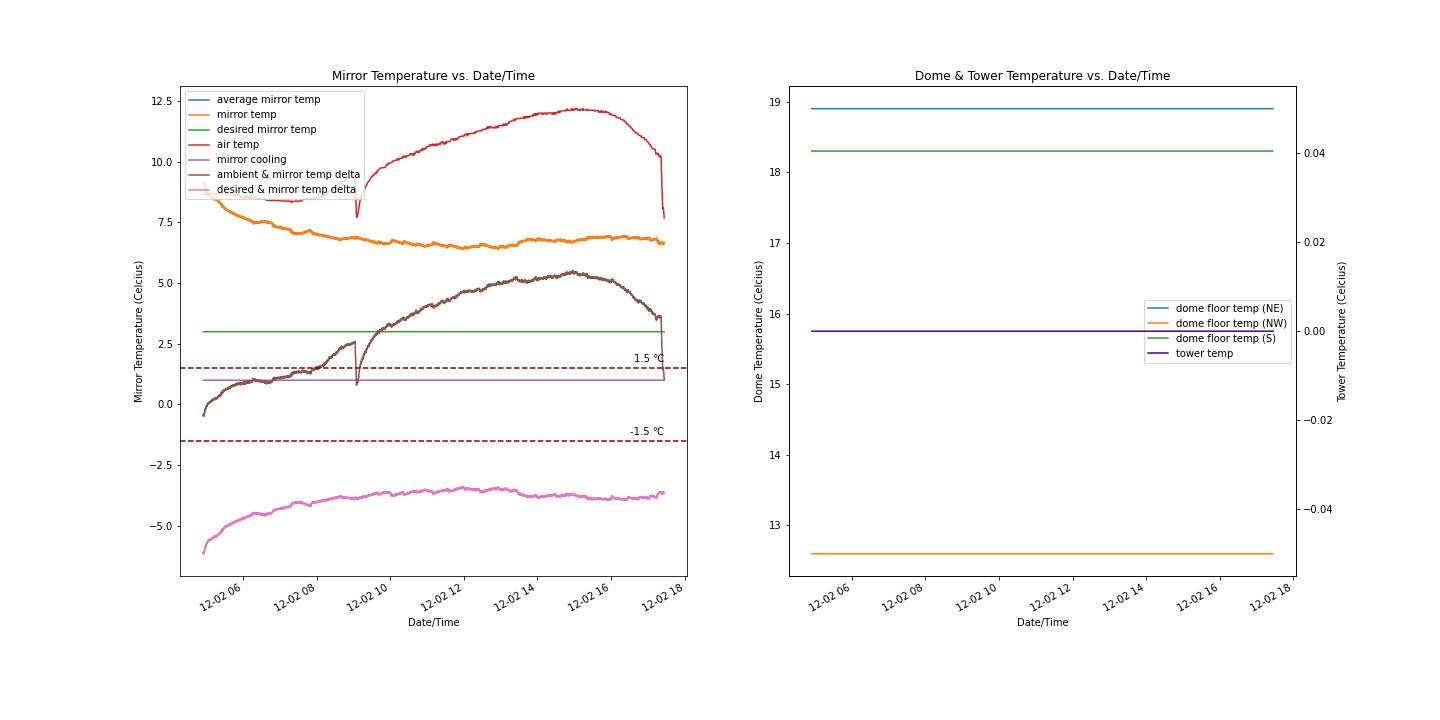 Mirror Temperature vs. Date/Time
12.5
10.0
7.5
5.0
2.5
0.0
−2.5
−5.0
Mirror Temperature (Celcius)
average mirror temp
mirror temp
desired mirror temp
air temp
mirror cooling
ambient & mirror temp delta
desired & mirror temp delta
1.5 °C
-1.5 °C
12-02 06
12-02 08
12-02 10
12-02 12
12-02 14
12-02 16
12-02 18
Date/Time
Dome & Tower Temperature vs. Date/Time
19
18
17
16
15
14
13
Dome Temperature (Celcius)
dome floor temp (NE)
dome floor temp (NW)
dome floor temp (S)
tower temp
0.04
0.02
0.00
−0.02
−0.04
Tower Temperature (Celcius)
12-02 06
12-02 08
12-02 10
12-02 12
12-02 14
12-02 16
12-02 18
Date/Time